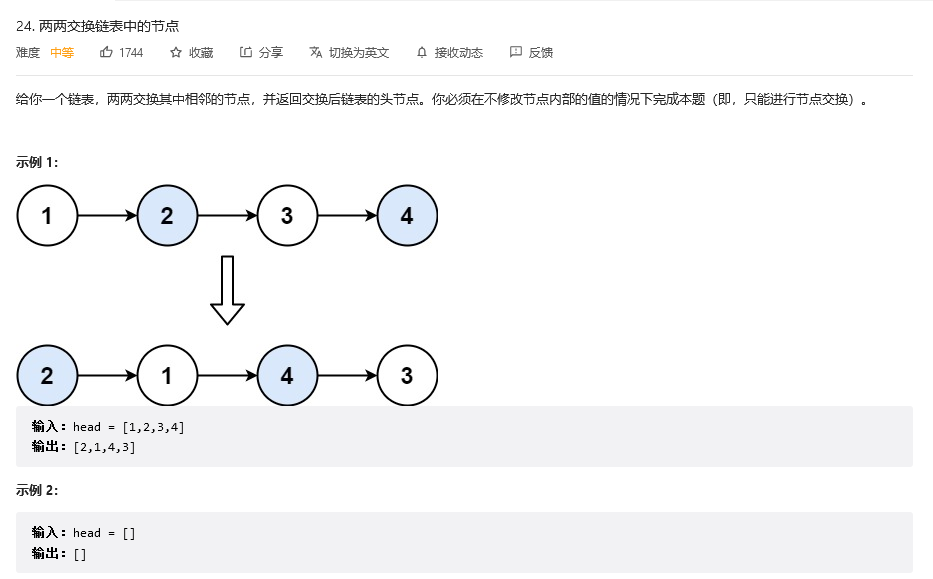 24. 两两交换链表中的节点
难度 中等 1744 收藏 分享 切换为英文 接收动态 反馈
给你一个链表，两两交换其中相邻的节点，并返回交换后链表的头节点。你必须在不修改节点内部的值的情况下完成本题（即，只能进行节点交换）。
示例 1：
1 2 3 4
2 1 4 3
输入：head = [1,2,3,4]
输出：[2,1,4,3]
示例 2：
输入：head = []
输出：[]